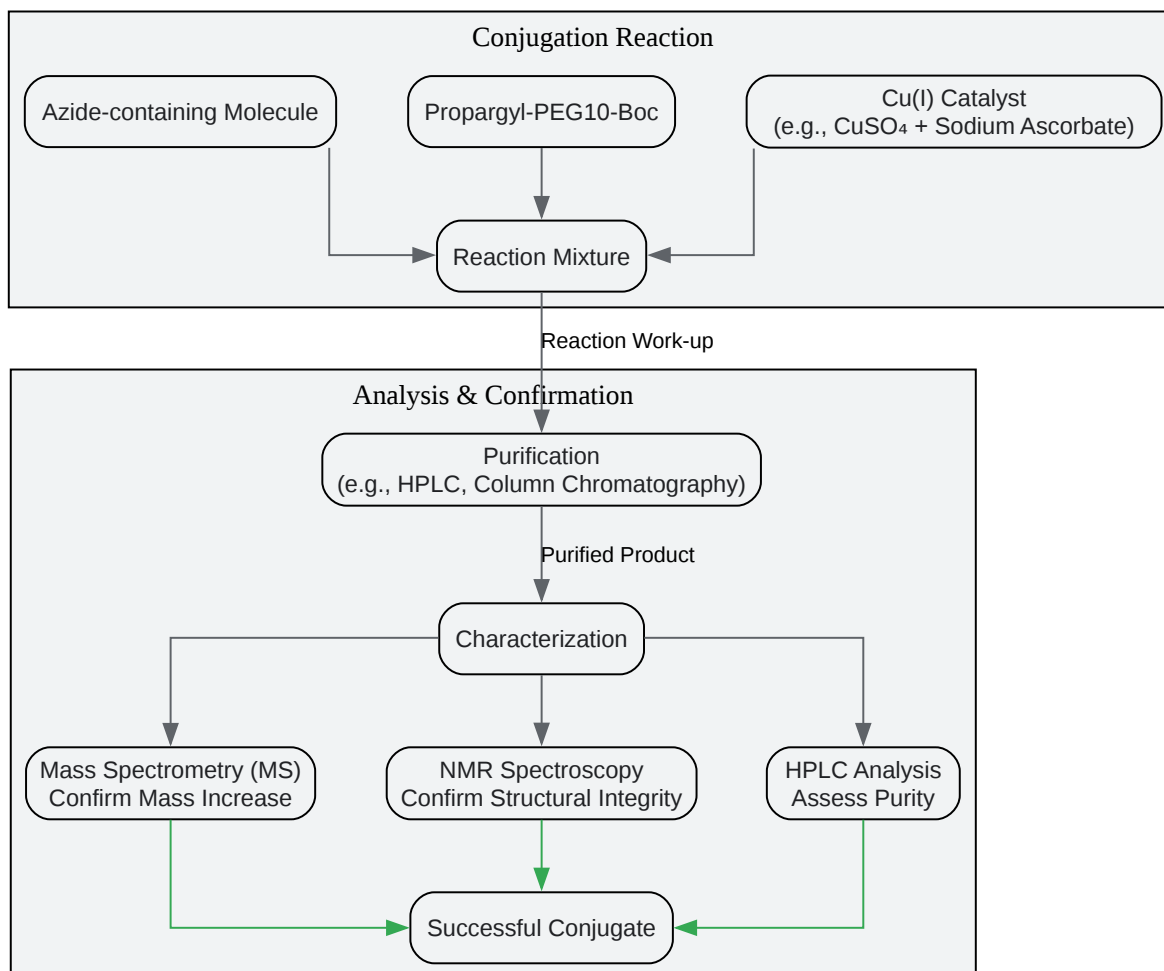 Conjugation Reaction
Azide-containing Molecule
Propargyl-PEG10-Boc
Cu(I) Catalyst
(e.g., CuSO₄ + Sodium Ascorbate)
Reaction Mixture
Reaction Work-up
Analysis & Confirmation
Purification
(e.g., HPLC, Column Chromatography)
Purified Product
Characterization
Mass Spectrometry (MS)
Confirm Mass Increase
NMR Spectroscopy
Confirm Structural Integrity
HPLC Analysis
Assess Purity
Successful Conjugate